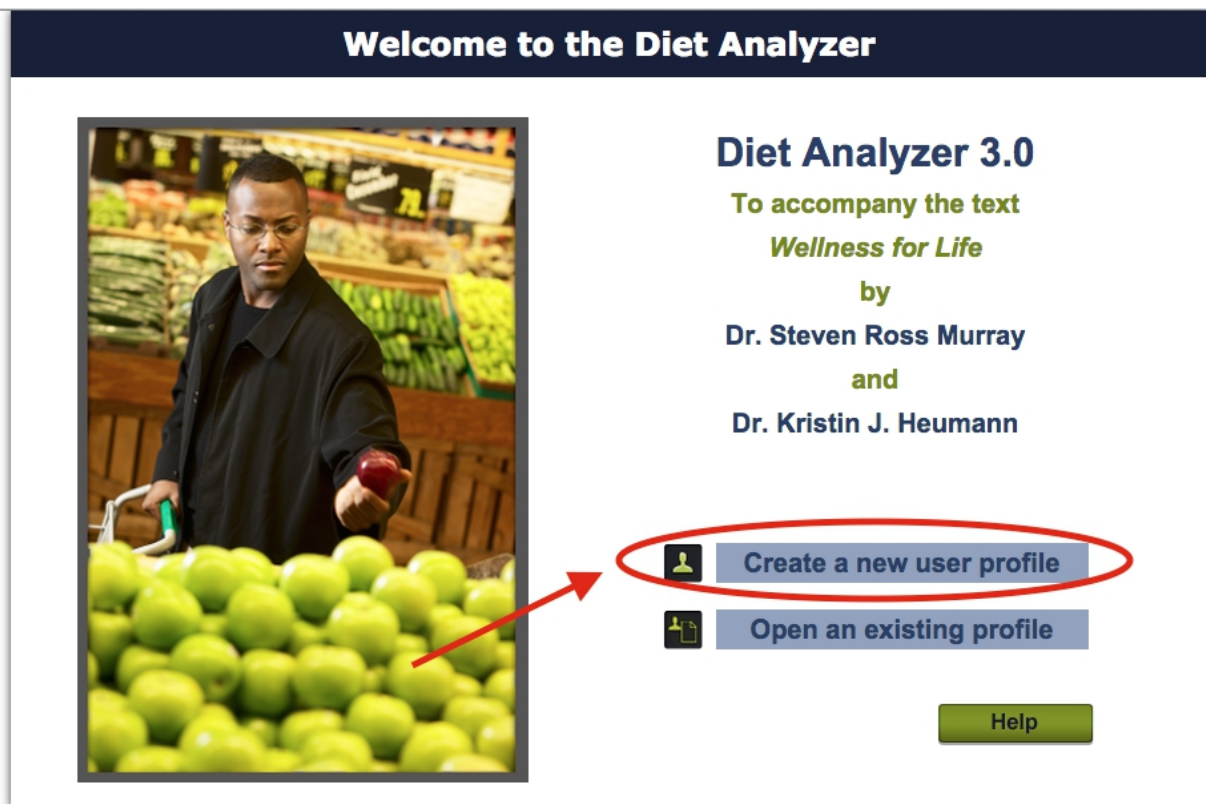 Welcome to the Diet Analyzer
Diet Analyzer 3.0
To accompany the text
Wellness for Life
by
Dr. Steven Ross Murray
and
Dr. Kristin J. Heumann
Create a new user profile
Open an existing profile
Help